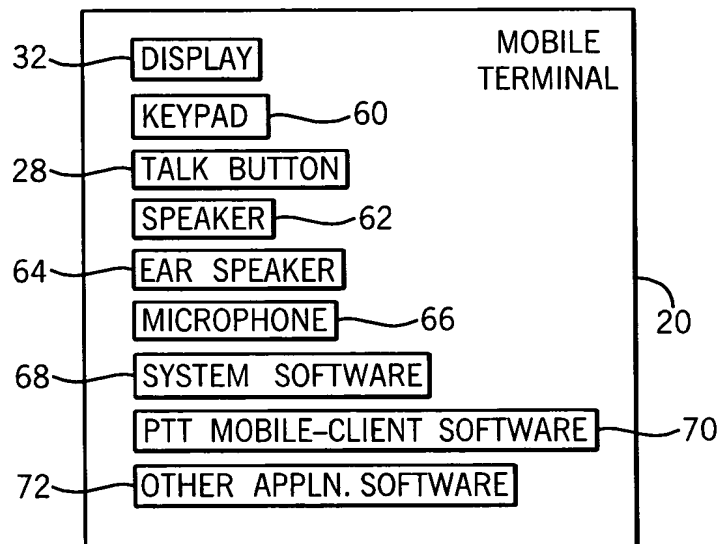 MOBILE
TERMINAL
32 DISPLAY
KEYPAD 60
28 TALK BUTTON
SPEAKER 62
64 EAR SPEAKER
20
MICROPHONE 66
68 SYSTEM SOFTWARE
PTT MOBILE-CLIENT SOFTWARE 70
72 OTHER APPLN. SOFTWARE